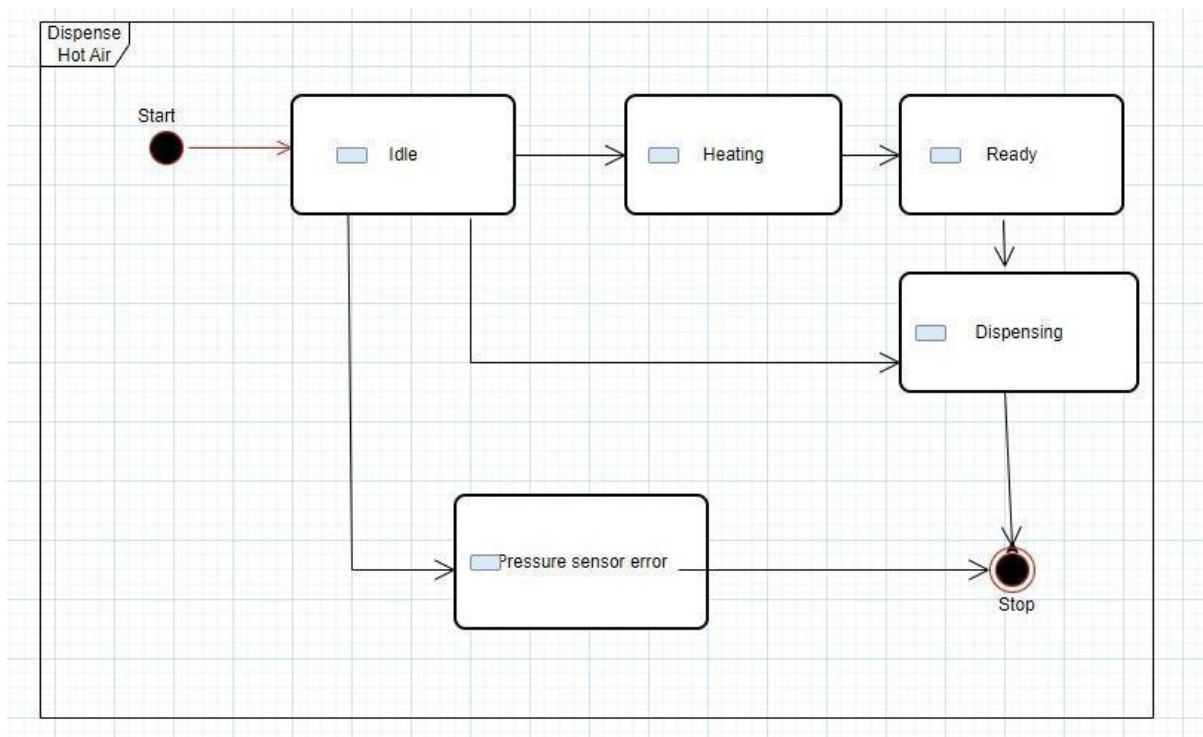 Dispense
Hot Air
Start
Idle
Heating
Ready
Dispensing
Pressure sensor error
Stop